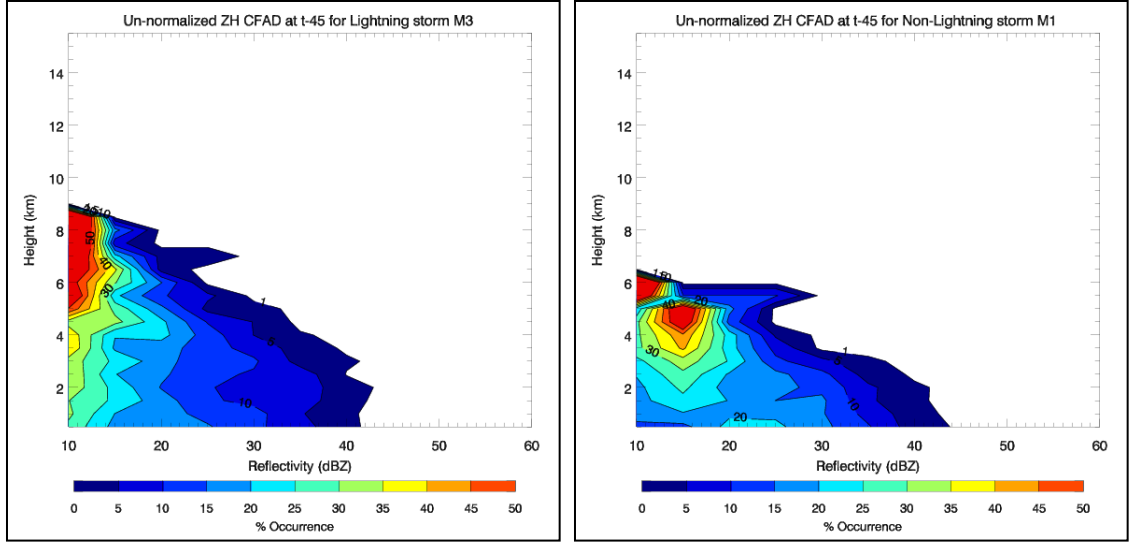 Un-normalized ZH CFAD at t-45 for Lightning storm M3
14
12
10
8
6
4
2
Height (km)
50
40
30
1
5
10
10 20 30 40 50 60
Reflectivity (dBZ)
0 5 10 15 20 25 30 35 40 45 50
% Occurrence
Un-normalized ZH CFAD at t-45 for Non-Lightning storm M1
14
12
10
8
6
4
2
Height (km)
40
20
30
1
5
10
20
10 20 30 40 50 60
Reflectivity (dBZ)
0 5 10 15 20 25 30 35 40 45 50
% Occurrence